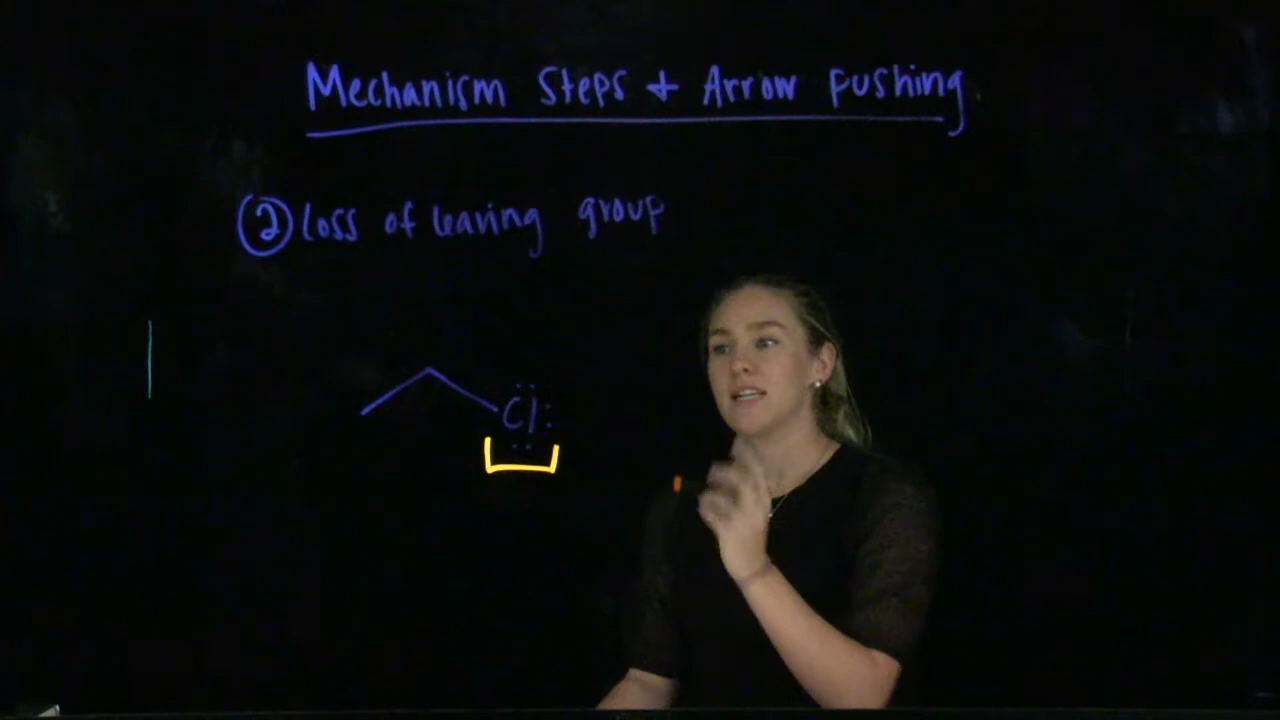 Mechanism Steps + Arrow Pushing
② loss of leaving group
Cl